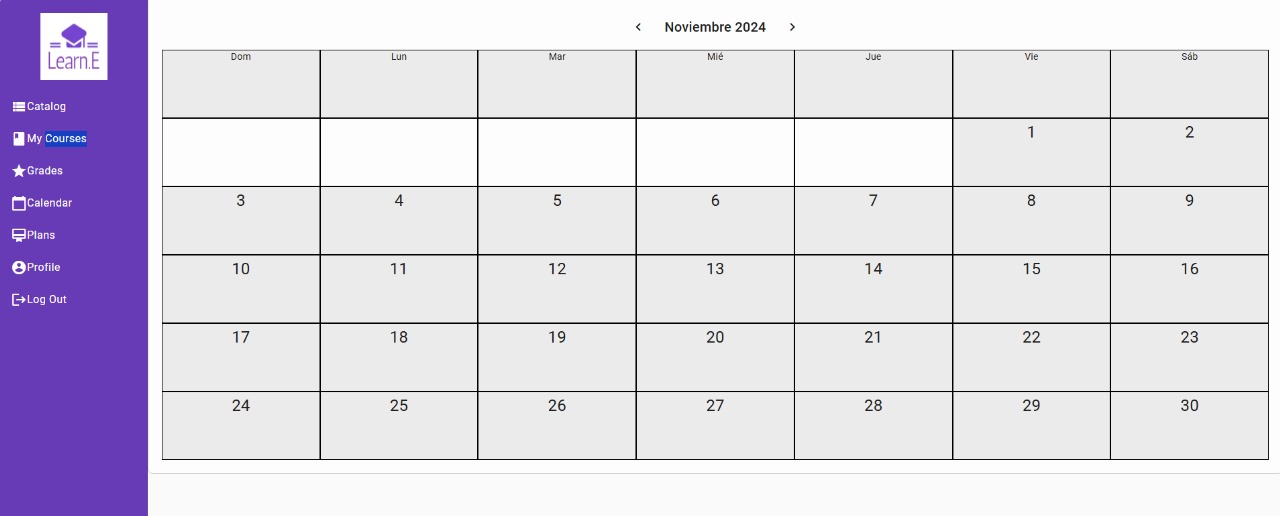 Learn.E
Catalog
My Courses
Grades
Calendar
Plans
Profile
Log Out
Noviembre 2024
Dom Lun Mar Mié Jue Vie Sáb
1 2
3 4 5 6 7 8 9
10 11 12 13 14 15 16
17 18 19 20 21 22 23
24 25 26 27 28 29 30